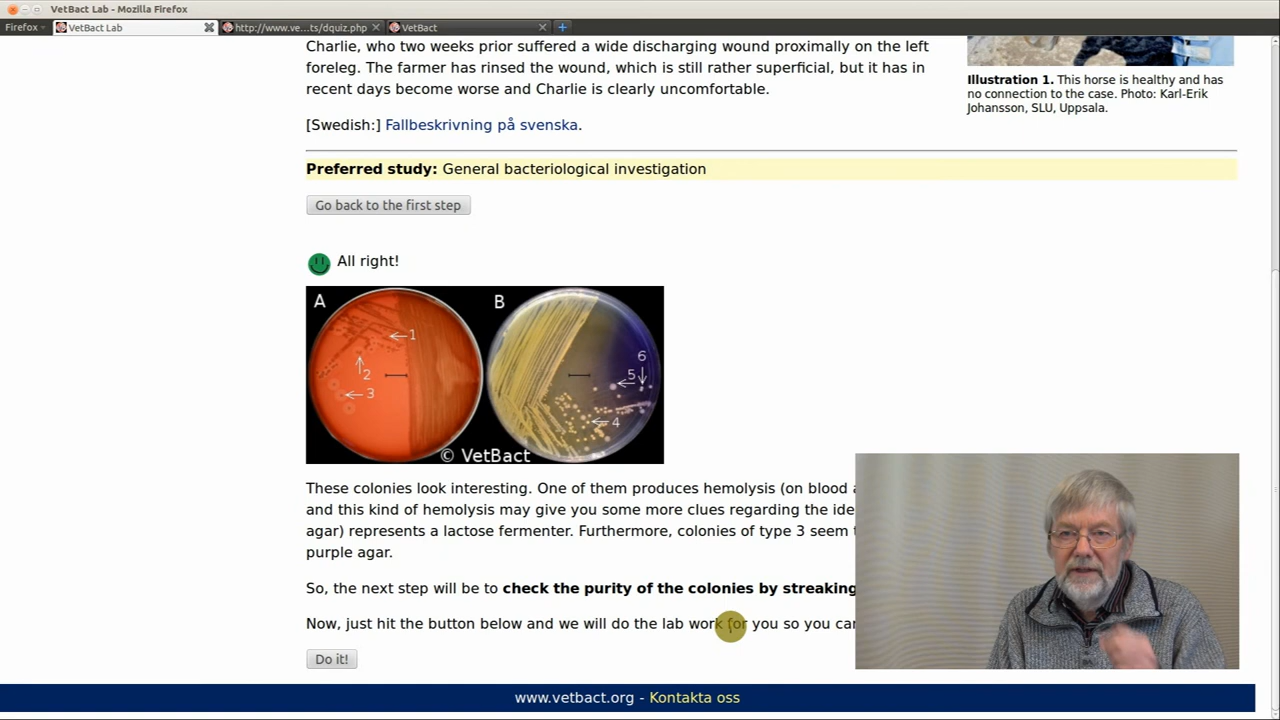 VetBact Lab - Mozilla Firefox
Firefox
VetBact Lab
http://www.ve...ts/dquiz.php
VetBact
Charlie, who two weeks prior suffered a wide discharging wound proximally on the left
foreleg. The farmer has rinsed the wound, which is still rather superficial, but it has in
recent days become worse and Charlie is clearly uncomfortable.
Illustration 1. This horse is healthy and has
no connection to the case. Photo: Karl-Erik
Johansson, SLU, Uppsala.
[Swedish:] Fallbeskrivning på svenska.
Preferred study: General bacteriological investigation
Go back to the first step
All right!
A
B
1
2
3
6
5
4
© VetBact
These colonies look interesting. One of them produces hemolysis (on blood
and this kind of hemolysis may give you some more clues regarding the
agar) represents a lactose fermenter. Furthermore, colonies of type 3 seem
purple agar.
So, the next step will be to check the purity of the colonies by streaking
Now, just hit the button below and we will do the lab work for you so you
Do it!
www.vetbact.org - Kontakta oss